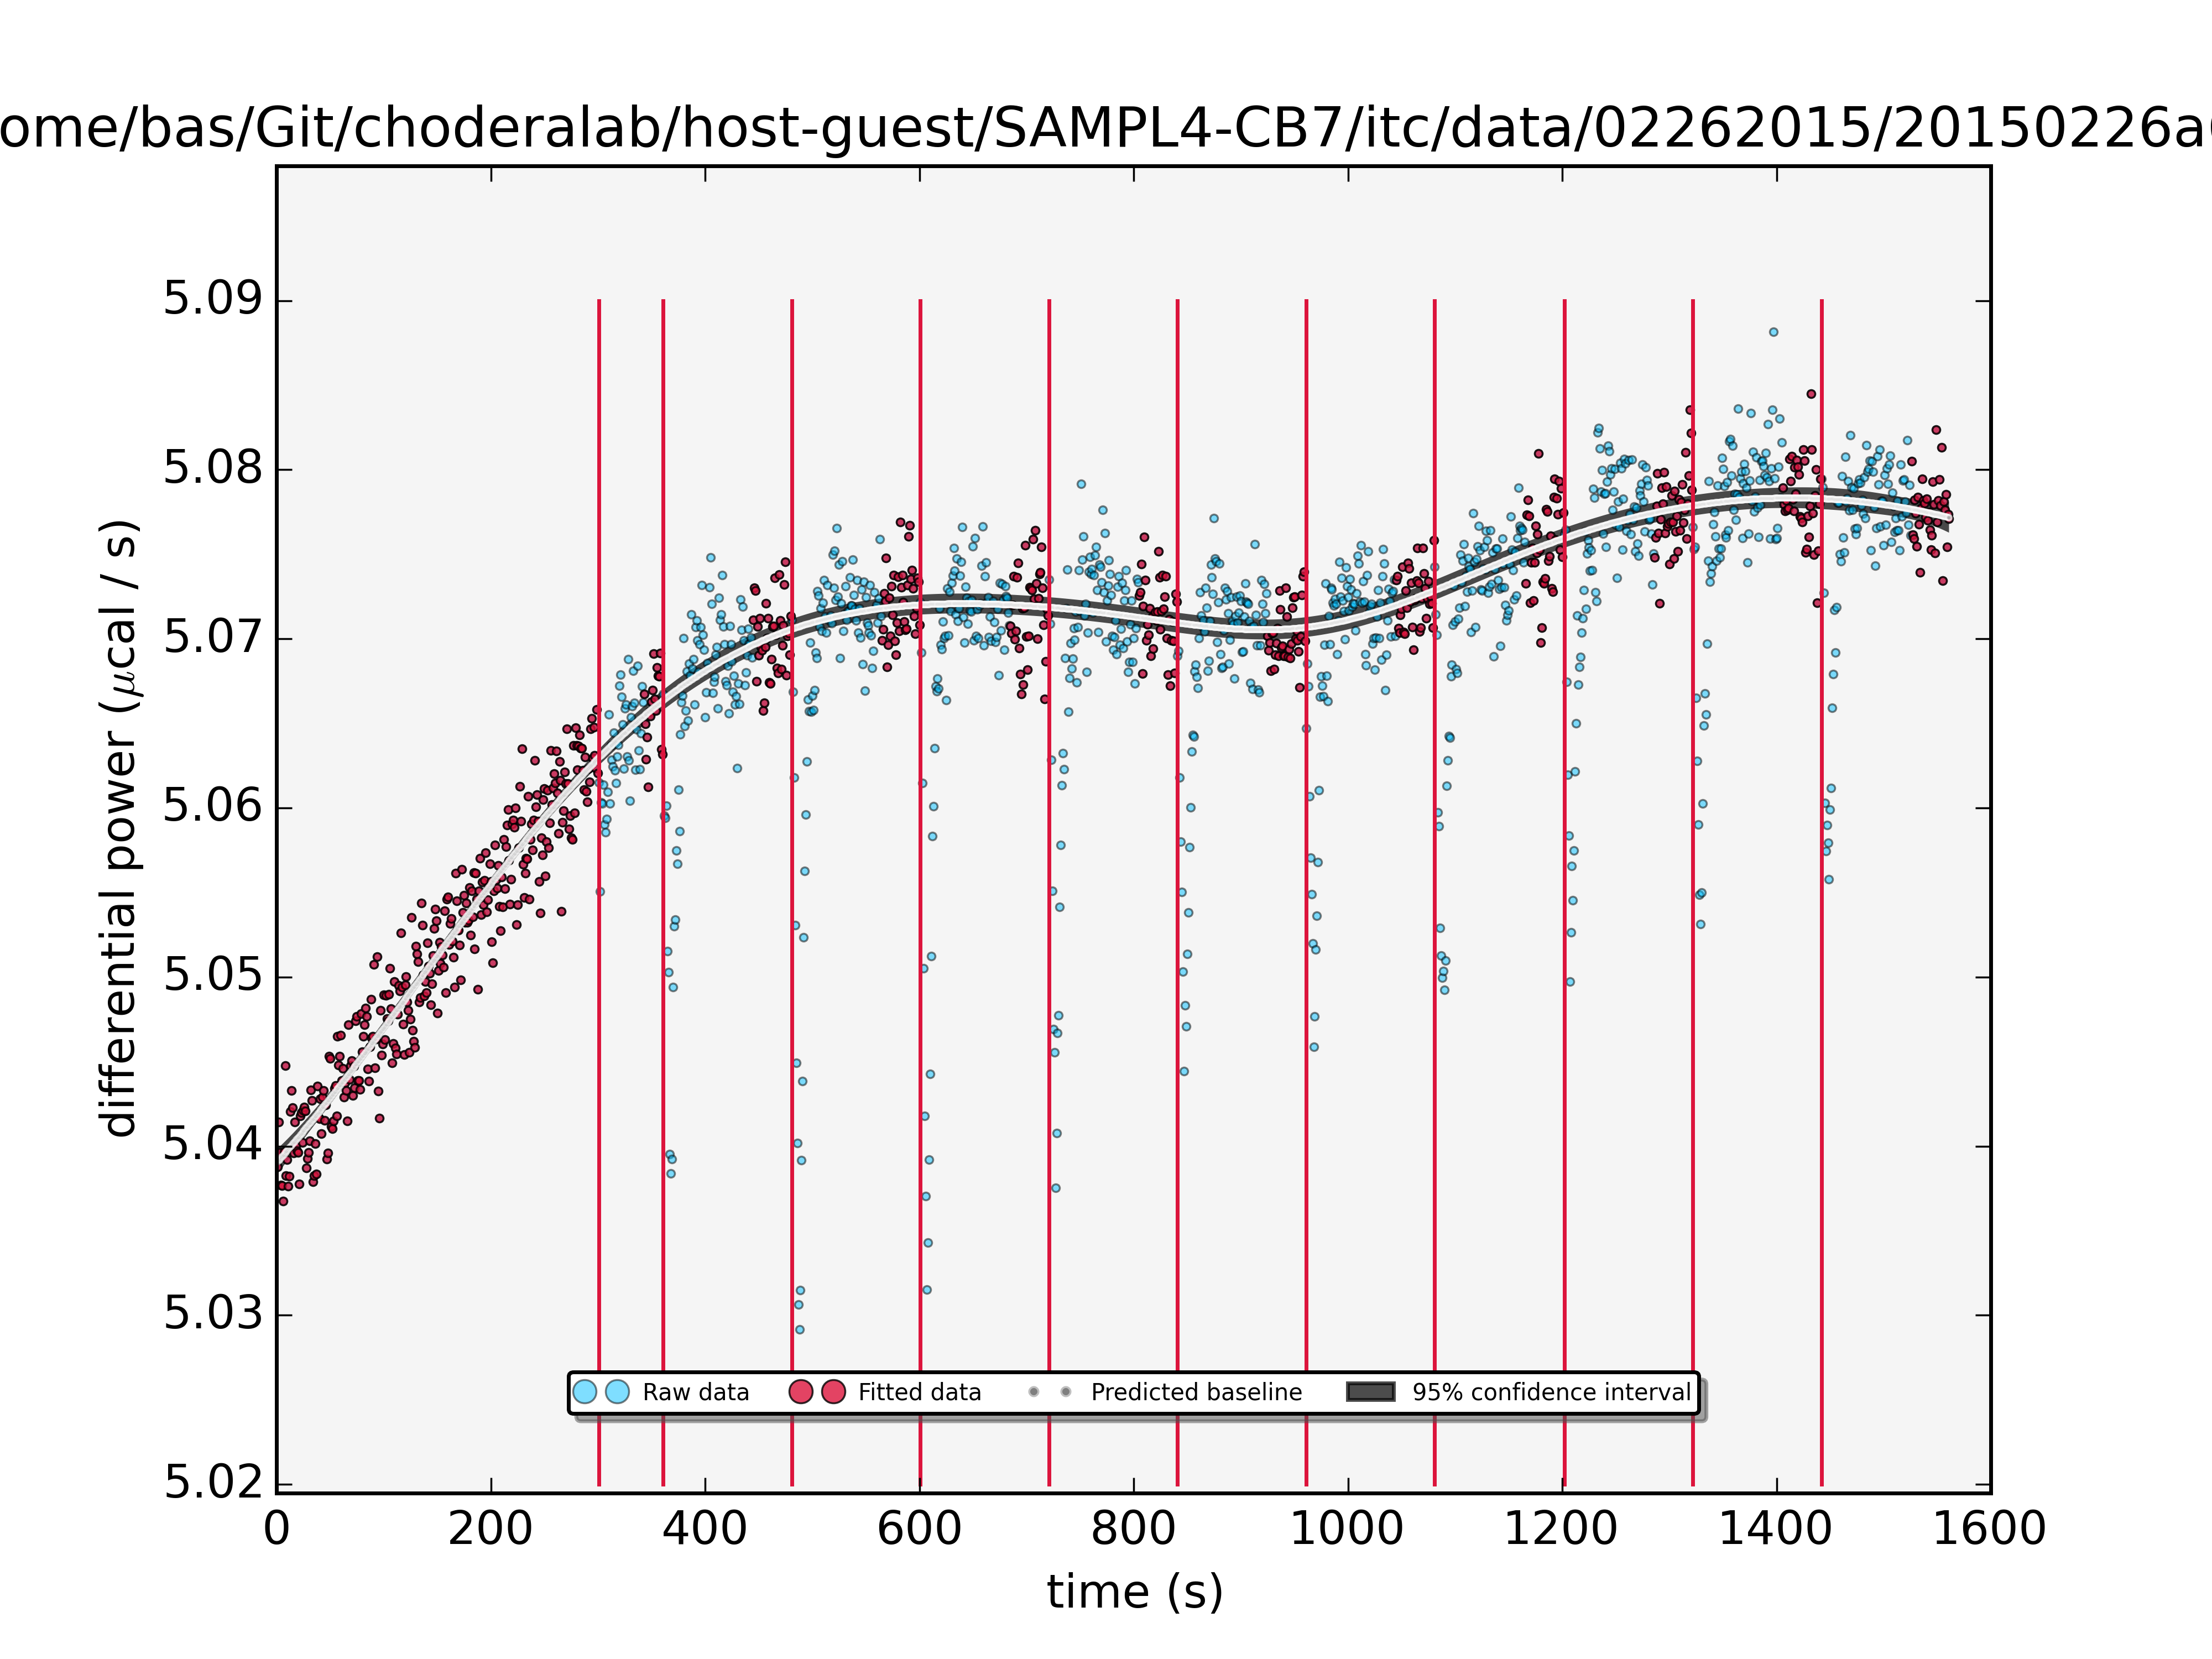 ome/bas/Git/choderalab/host-guest/SAMPL4-CB7/itc/data/02262015/20150226a
5.09
5.08
5.07
5.06
5.05
5.04
5.03
5.02
differential power (μcal / s)
Raw data Fitted data Predicted baseline 95% confidence interval
0 200 400 600 800 1000 1200 1400 1600
time (s)